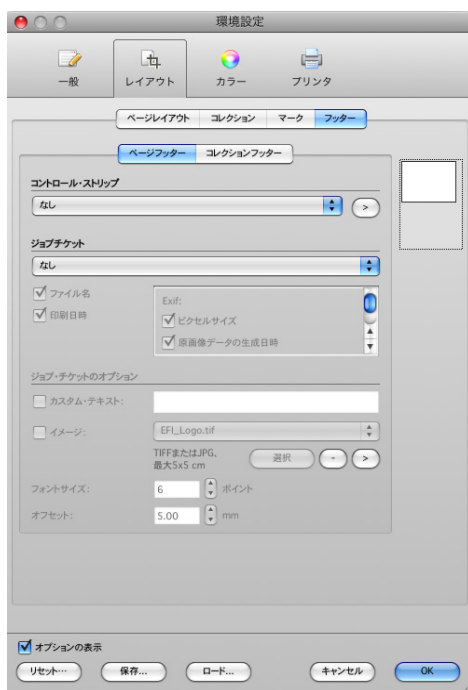 環境設定
一般 レイアウト カラー プリンタ
ページレイアウト コレクション マーク フッター
ページフッター コレクションフッター
コントロール・ストリップ
なし >
ジョブチケット
なし
ファイル名
印刷日時
Exif:
ピクセルサイズ
原画像データの生成日時
ジョブ・チケットのオプション
カスタム・テキスト:
イメージ: EFI_Logo.tif
TIFFまたはJPG、
最大5x5 cm
選択 - >
フォントサイズ: 6 ポイント
オフセット: 5.00 mm
オプションの表示
リセット… 保存... ロード... キャンセル OK